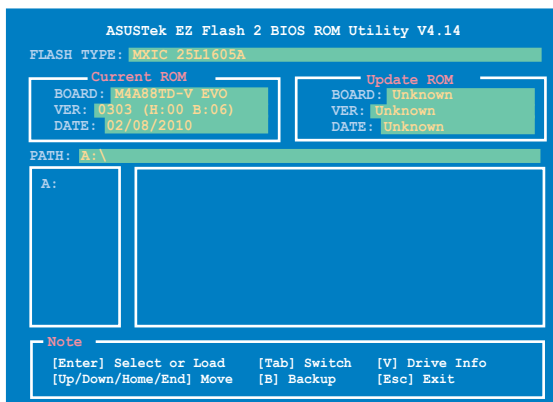 ASUSTek EZ Flash 2 BIOS ROM Utility V4.14
FLASH TYPE: MXIC 25L1605A
Current ROM
BOARD: M4A88TD-V EVO
VER: 0303 (H:00 B:06)
DATE: 02/08/2010
Update ROM
BOARD: Unknown
VER: Unknown
DATE: Unknown
PATH: A:\
A:
Note
[Enter] Select or Load [Tab] Switch [V] Drive Info
[Up/Down/Home/End] Move [B] Backup [Esc] Exit